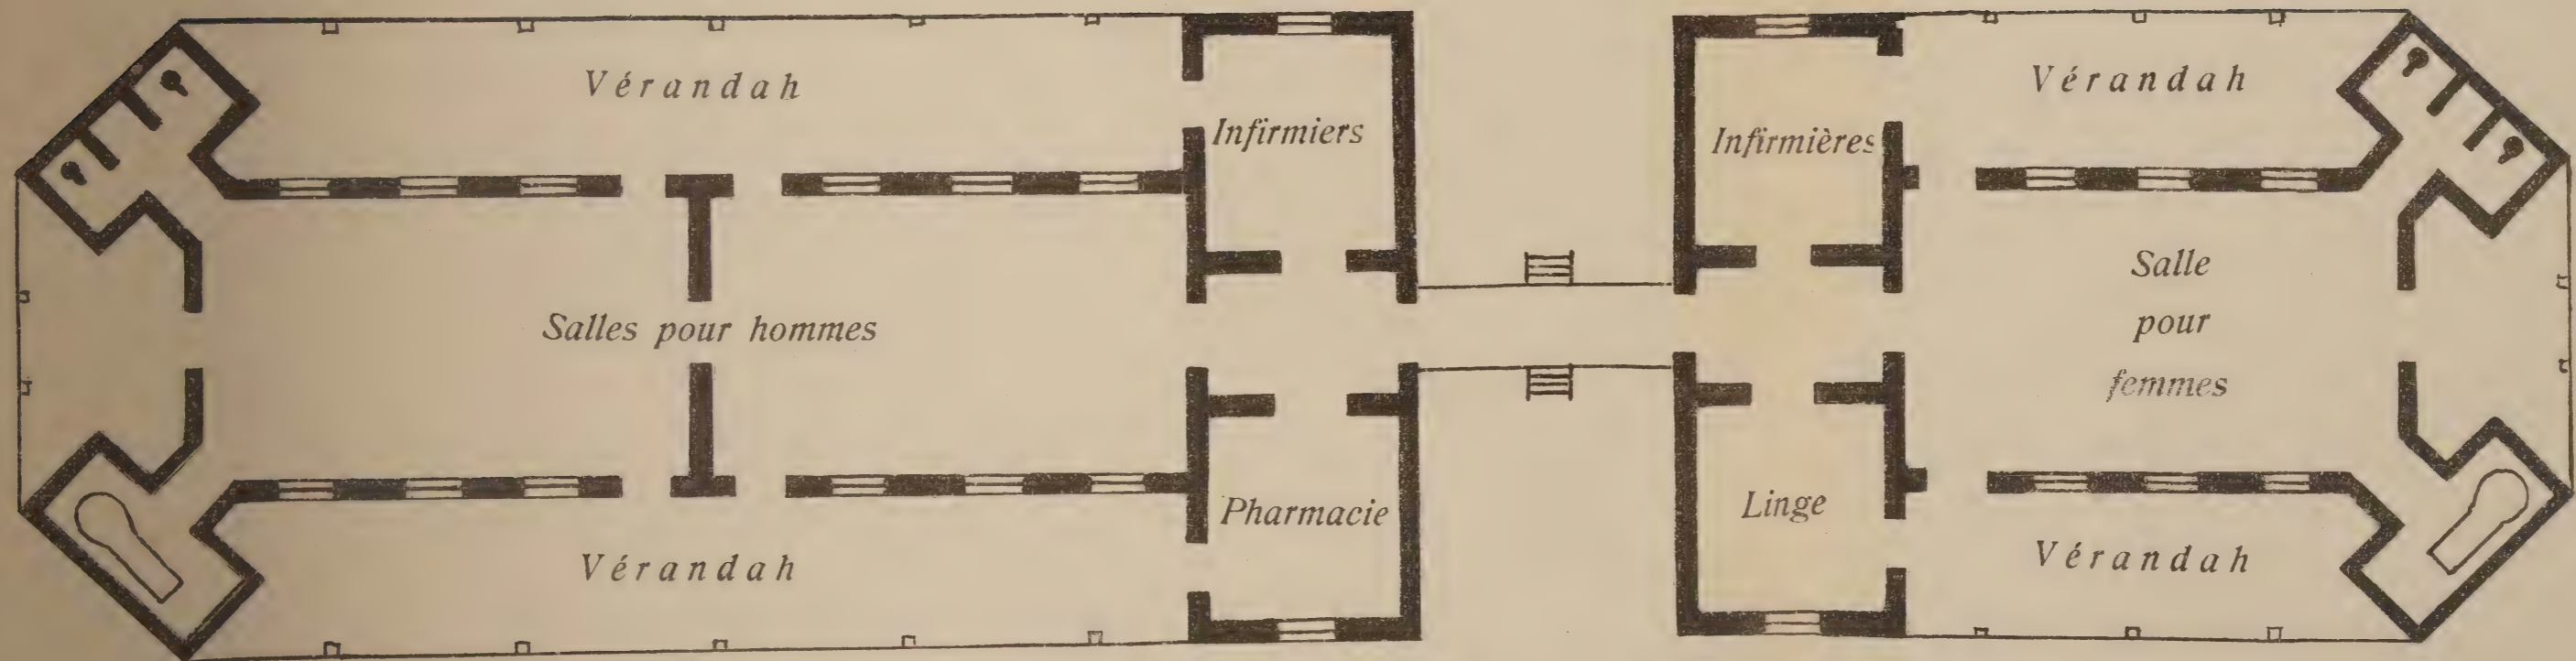 Vérandah
Infirmiers
Salles pour hommes
Pharmacie
Vérandah
Infirmières
Vérandah
Salle
pour
femmes
Linge
Vérandah